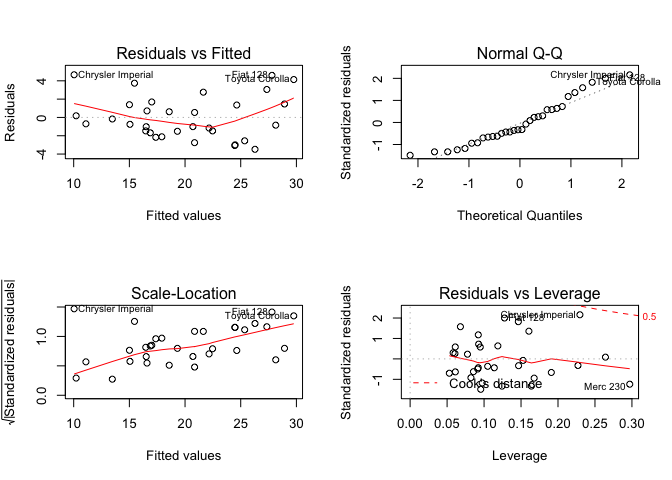 Residuals vs Fitted
Residuals
4
0
-4
Chrysler Imperial
Fiat 128
Toyota Corolla
10 15 20 25 30
Fitted values
Normal Q-Q
Standardized residuals
2
1
0
-1
Chrysler Imperial
Fiat 128
Toyota Corolla
-2 -1 0 1 2
Theoretical Quantiles
Scale-Location
√|Standardized residuals|
1.0
0.0
Chrysler Imperial
Fiat 128
Toyota Corolla
10 15 20 25 30
Fitted values
Residuals vs Leverage
Standardized residuals
2
1
-1
Chrysler Imperial
Fiat 128
0.5
Merc 230
Cook's distance
0.00 0.05 0.10 0.15 0.20 0.25 0.30
Leverage